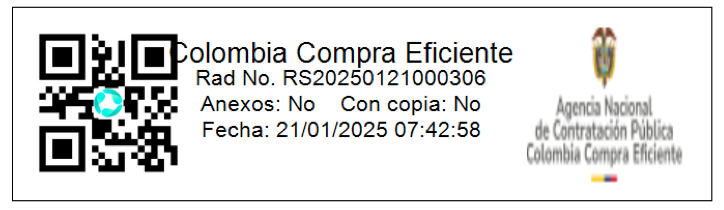 Colombia Compra Eficiente
Rad No. RS20250121000306
Anexos: No Con copia: No
Fecha: 21/01/2025 07:42:58
Agencia Nacional
de Contratación Pública
Colombia Compra Eficiente